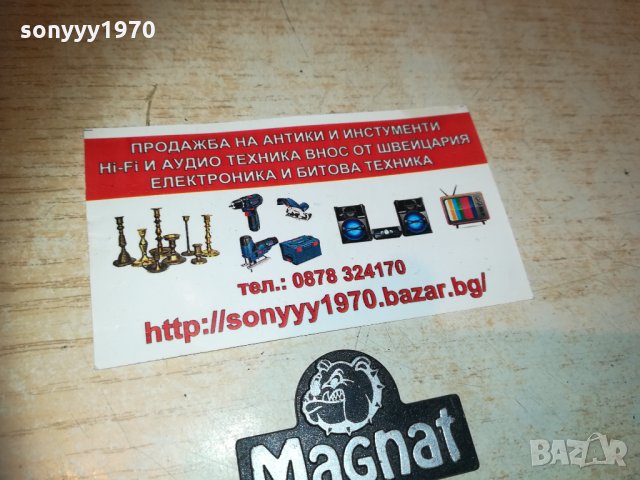 sonyyy1970
ПРОДАЖБА НА АНТИКИ И ИНСТУМЕНТИ
Hi-Fi И АУДИО ТЕХНИКА ВНОС ОТ ШВЕЙЦАРИЯ
ЕЛЕКТРОНИКА И БИТОВА ТЕХНИКА
тел.: 0878 324170
http://sonyyy1970.bazar.bg/
Magnat
BAZAR